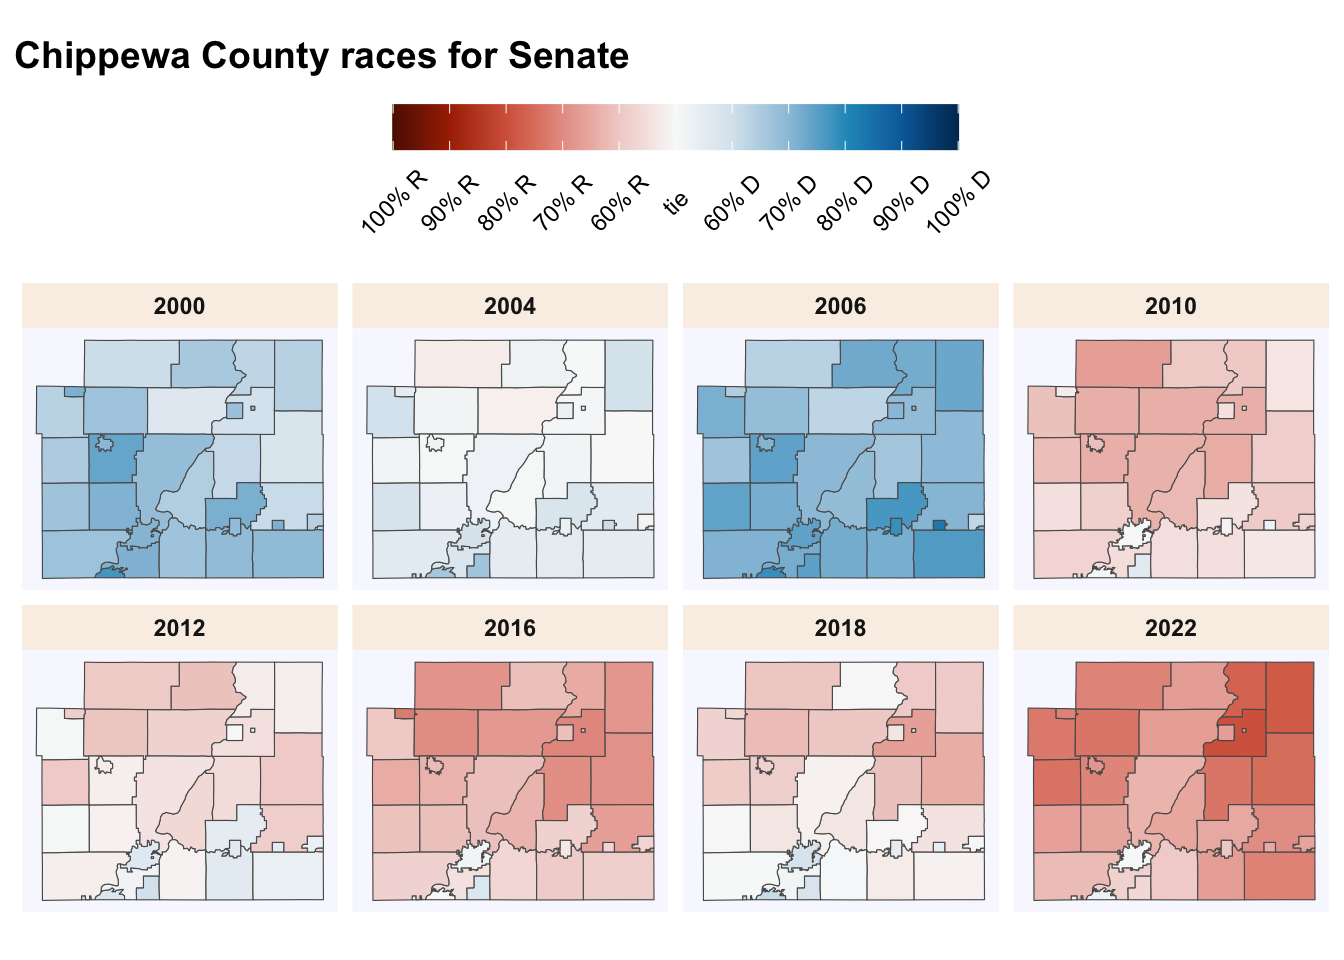 Chippewa County races for Senate
100% R
90% R
80% R
70% R
60% R
tie
60% D
70% D
80% D
90% D
100% D
2000
2004
2006
2010
2012
2016
2018
2022